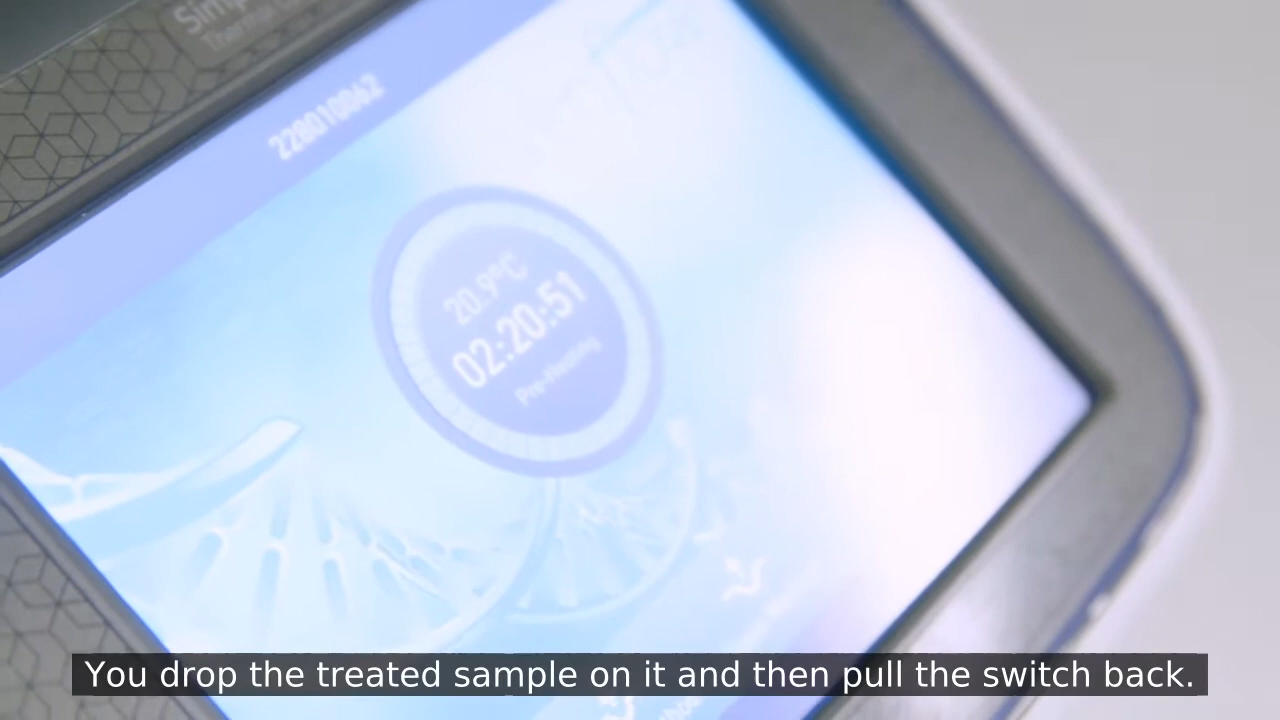 228010862
20.9°C
02:20:51
Pre-Heating
You drop the treated sample on it and then pull the switch back.